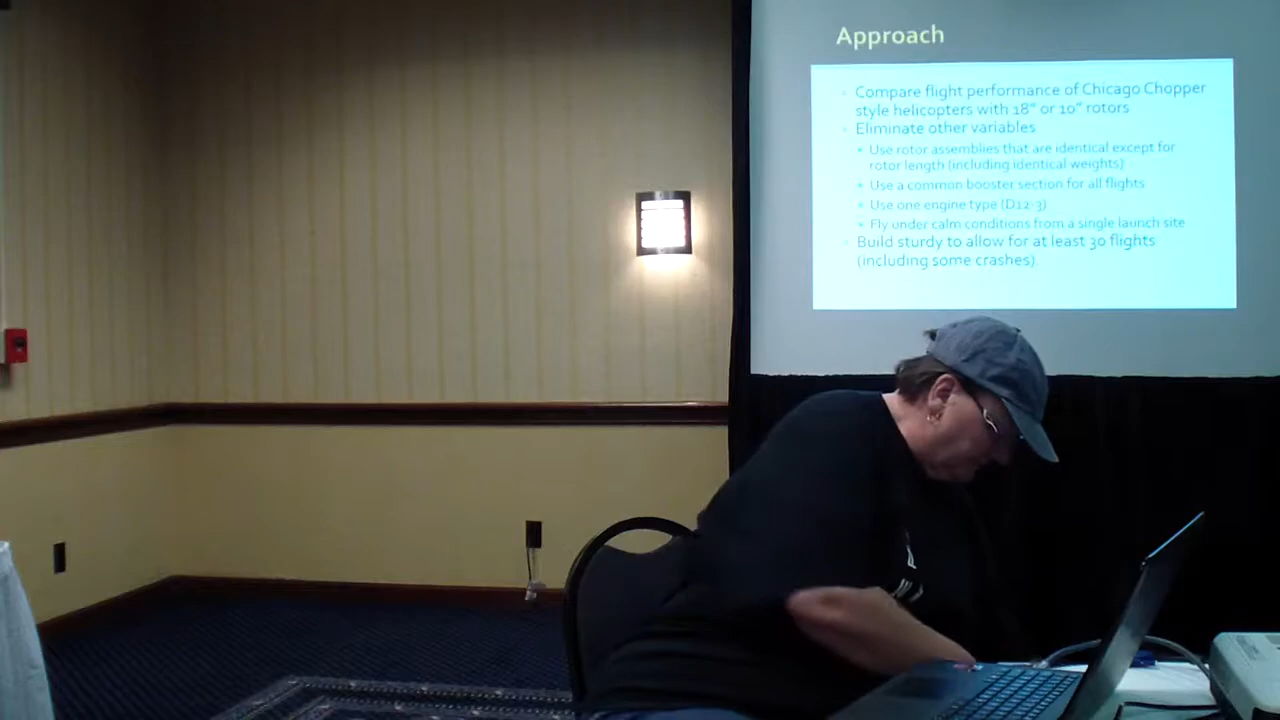 Approach
Compare flight performance of Chicago Chopper
style helicopters with 18" or 10" rotors
Eliminate other variables
Use rotor assemblies that are identical except for
rotor length (including identical weights)
Use a common booster section for all flights
Use one engine type (D12-3)
Fly under calm conditions from a single launch site
Build sturdy to allow for at least 30 flights
(including some crashes).